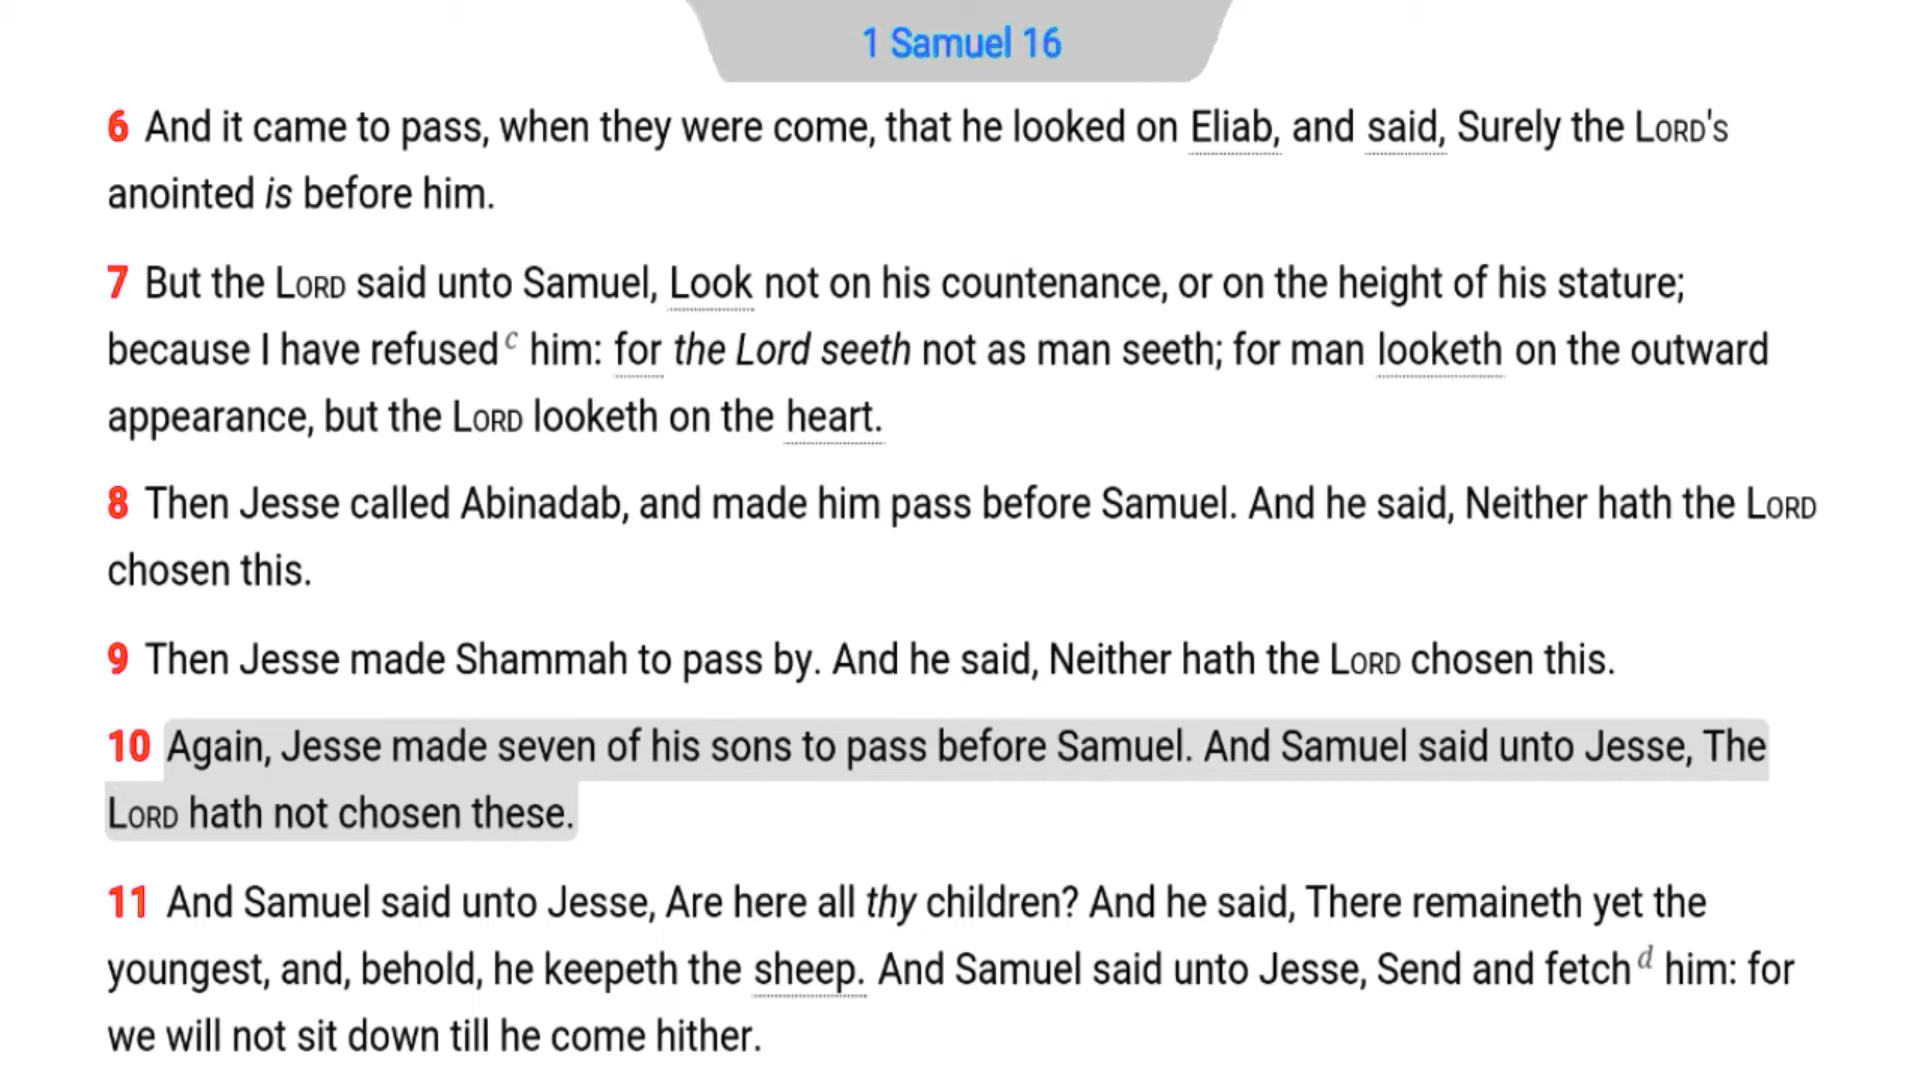 1 Samuel 16
6 And it came to pass, when they were come, that he looked on Eliab, and said, Surely the LORD's
anointed is before him.
7 But the LORD said unto Samuel, Look not on his countenance, or on the height of his stature;
because I have refused c him: for the Lord seeth not as man seeth; for man looketh on the outward
appearance, but the LORD looketh on the heart.
8 Then Jesse called Abinadab, and made him pass before Samuel. And he said, Neither hath the LORD
chosen this.
9 Then Jesse made Shammah to pass by. And he said, Neither hath the LORD chosen this.
10 Again, Jesse made seven of his sons to pass before Samuel. And Samuel said unto Jesse, The
LORD hath not chosen these.
11 And Samuel said unto Jesse, Are here all thy children? And he said, There remaineth yet the
youngest, and, behold, he keepeth the sheep. And Samuel said unto Jesse, Send and fetch d him: for
we will not sit down till he come hither.